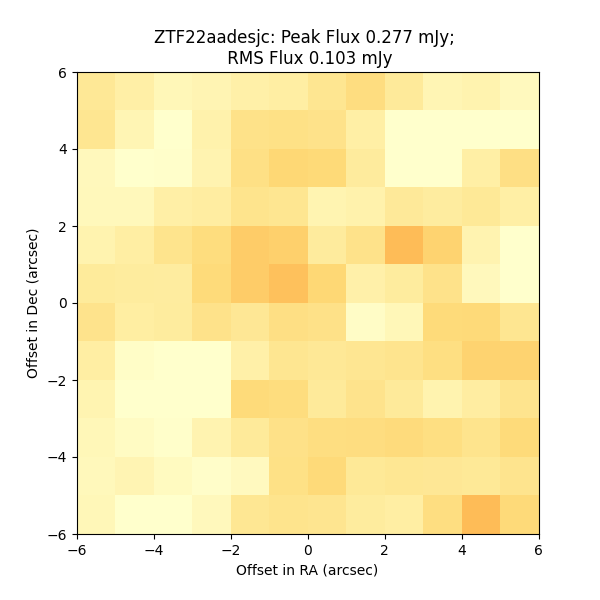 ZTF22aadesjc: Peak Flux 0.277 mJy;
RMS Flux 0.103 mJy
6
4
2
0
−2
−4
−6
Offset in Dec (arcsec)
−6 −4 −2 0 2 4 6
Offset in RA (arcsec)